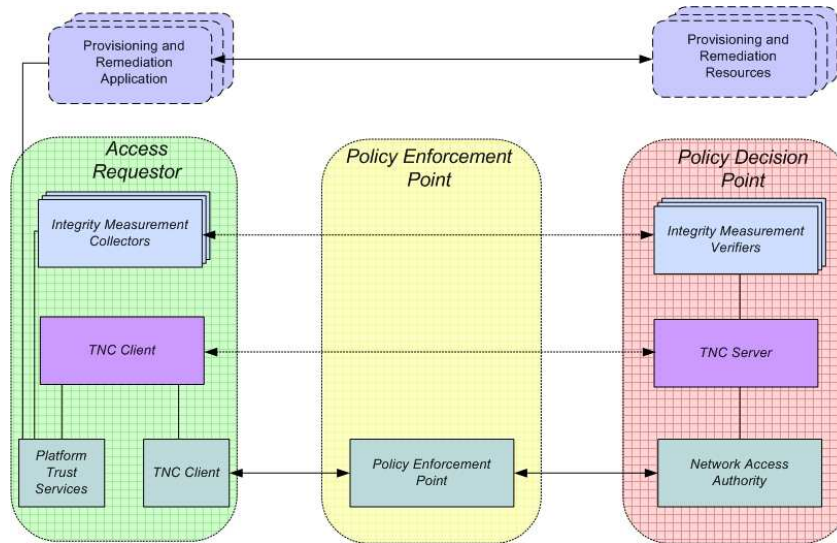 Provisioning and
Remediation
Application
Provisioning and
Remediation
Resources
Access
Requestor
Policy Enforcement
Point
Policy Decision
Point
Integrity Measurement
Collectors
Integrity Measurement
Verifiers
TNC Client
TNC Server
Platform
Trust
Services
TNC Client
Policy Enforcement
Point
Network Access
Authority